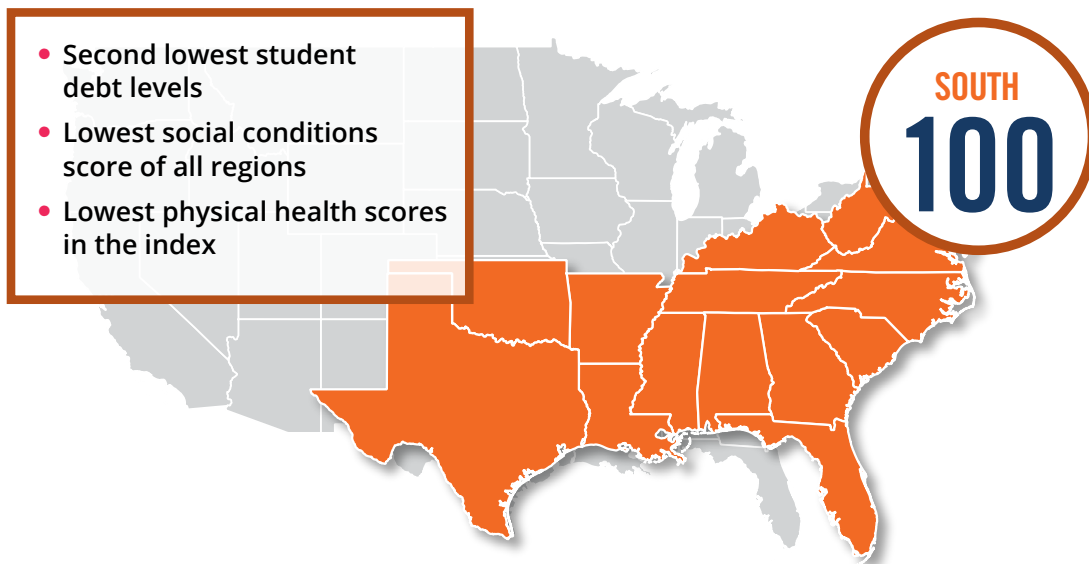 Second lowest student
debt levels
Lowest social conditions
score of all regions
Lowest physical health scores
in the index
SOUTH
100